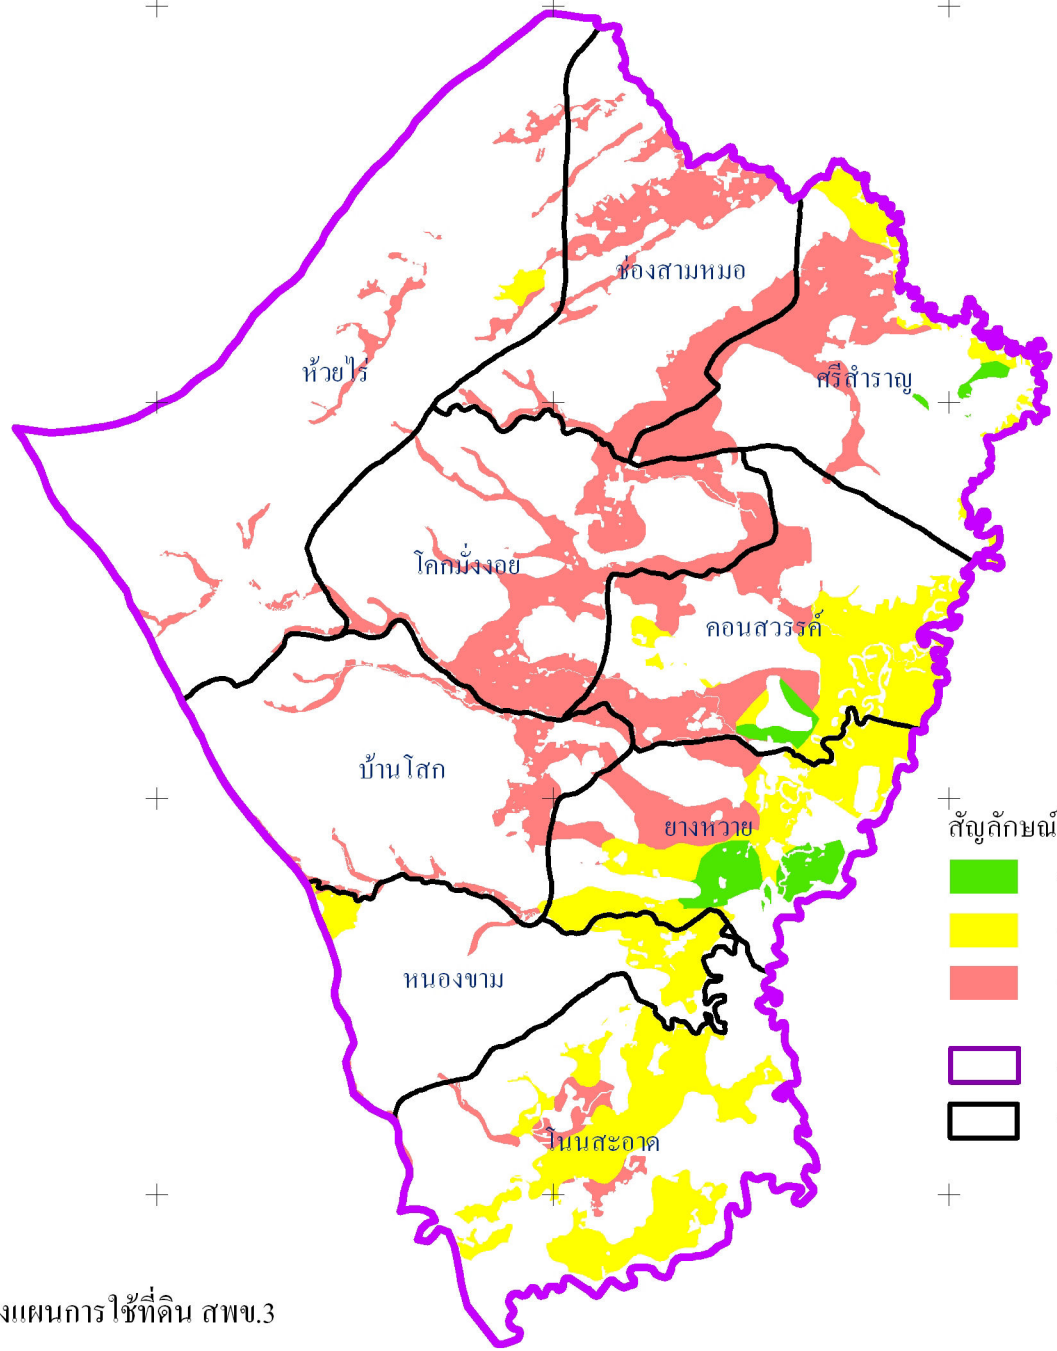 ช่องสามหมอ
ห้วยไร่
ศรีสำราญ
โคกมั่งงอย
คอนสวรรค์
บ้านโสก
ยางหวาย
สัญลักษณ์
หนองขาม
โนนสะอาด
งแผนการใช้ที่ดิน สพข.3